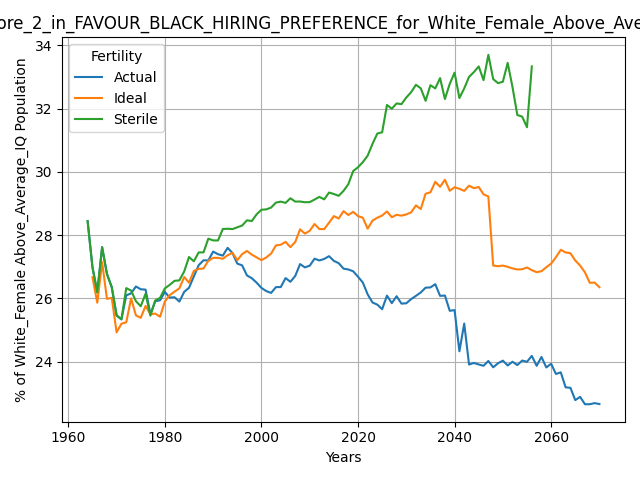 ore_2_in_FAVOUR_BLACK_HIRING_PREFERENCE_for_White_Female_Above_Ave
Fertility
Actual
Ideal
Sterile
% of White_Female Above_Average_IQ Population
34
32
30
28
26
24
1960 1980 2000 2020 2040 2060
Years